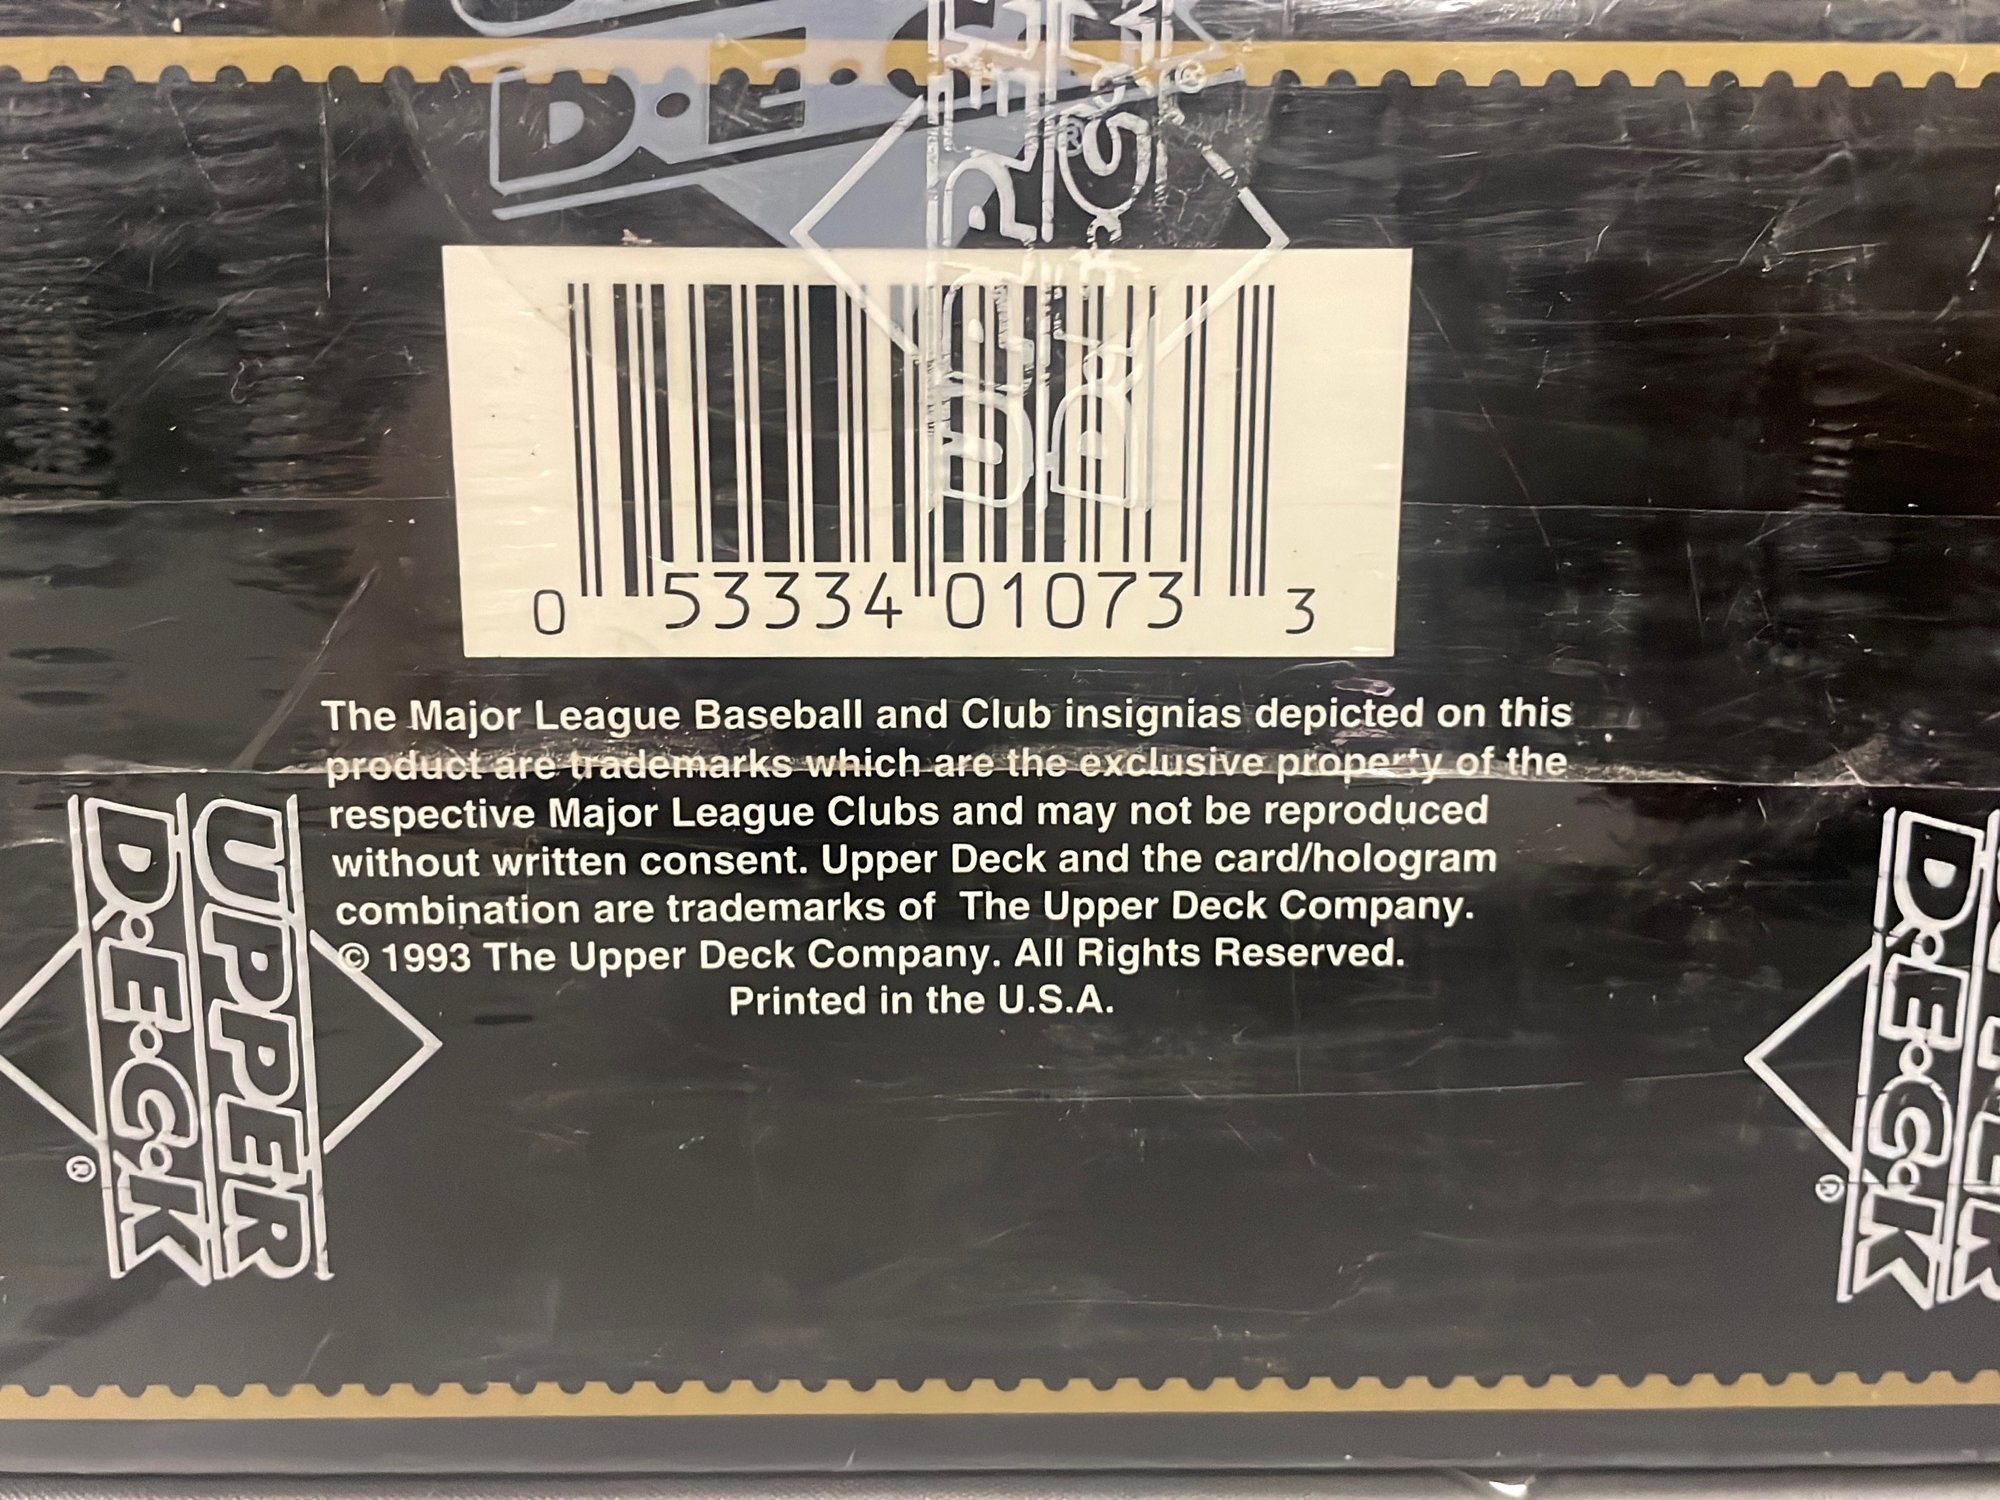 D•E•C
UPPER
D•E•C•K
®
0 53334 01073 3
The Major League Baseball and Club insignias depicted on this
product are trademarks which are the exclusive property of the
respective Major League Clubs and may not be reproduced
without written consent. Upper Deck and the card/hologram
combination are trademarks of The Upper Deck Company.
© 1993 The Upper Deck Company. All Rights Reserved.
Printed in the U.S.A.
UPPER
D•E•C•K
®
D•E•C•K
®